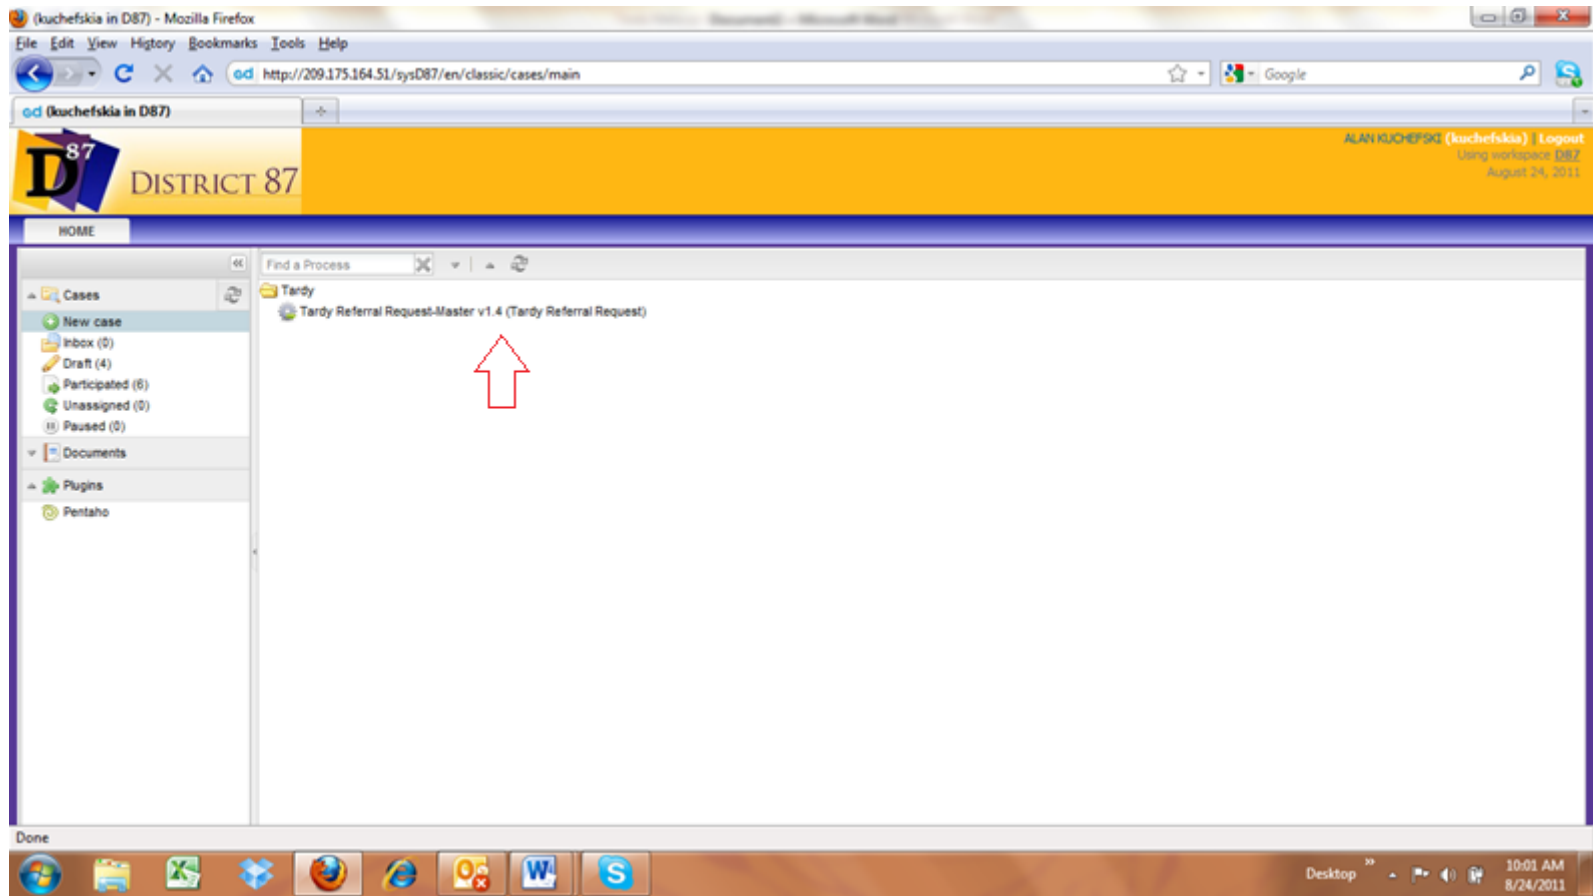 (kuchefskia in D87) - Mozilla Firefox
File Edit View History Bookmarks Tools Help
http://209.175.164.51/sysD87/en/classic/cases/main
Google
(kuchefskia in D87)
D87 DISTRICT 87
ALAN KUCHEFSKI (kuchefskia) | Logout
Using workspace D87
August 24, 2011
HOME
Find a Process
Cases
New case
Inbox (0)
Draft (4)
Participated (6)
Unassigned (0)
Paused (0)
Documents
Plugins
Pentaho
Tardy
Tardy Referral Request-Master v1.4 (Tardy Referral Request)
Done
Desktop
10:01 AM
8/24/2011